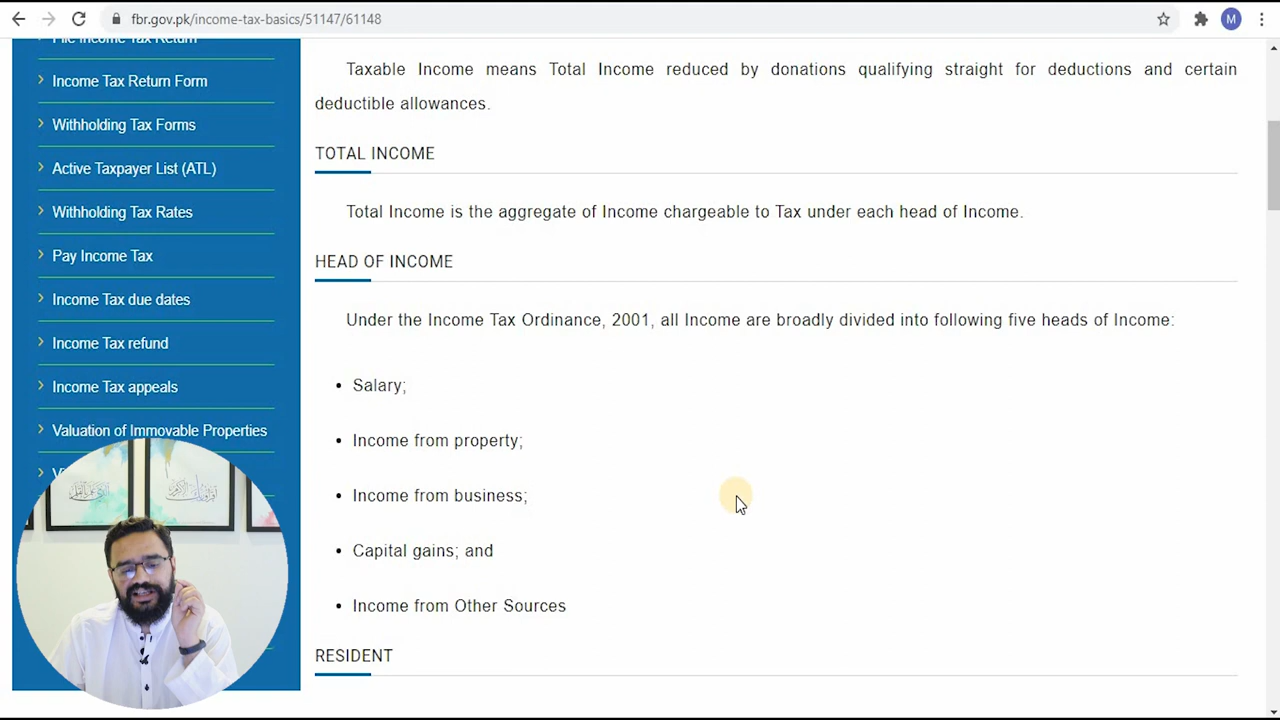 fbr.gov.pk/income-tax-basics/51147/61148
M
File Income Tax Return
Income Tax Return Form
Withholding Tax Forms
Active Taxpayer List (ATL)
Withholding Tax Rates
Pay Income Tax
Income Tax due dates
Income Tax refund
Income Tax appeals
Valuation of Immovable Properties
Taxable Income means Total Income reduced by donations qualifying straight for deductions and certain
deductible allowances.
TOTAL INCOME
Total Income is the aggregate of Income chargeable to Tax under each head of Income.
HEAD OF INCOME
Under the Income Tax Ordinance, 2001, all Income are broadly divided into following five heads of Income:
• Salary;
• Income from property;
• Income from business;
• Capital gains; and
• Income from Other Sources
RESIDENT